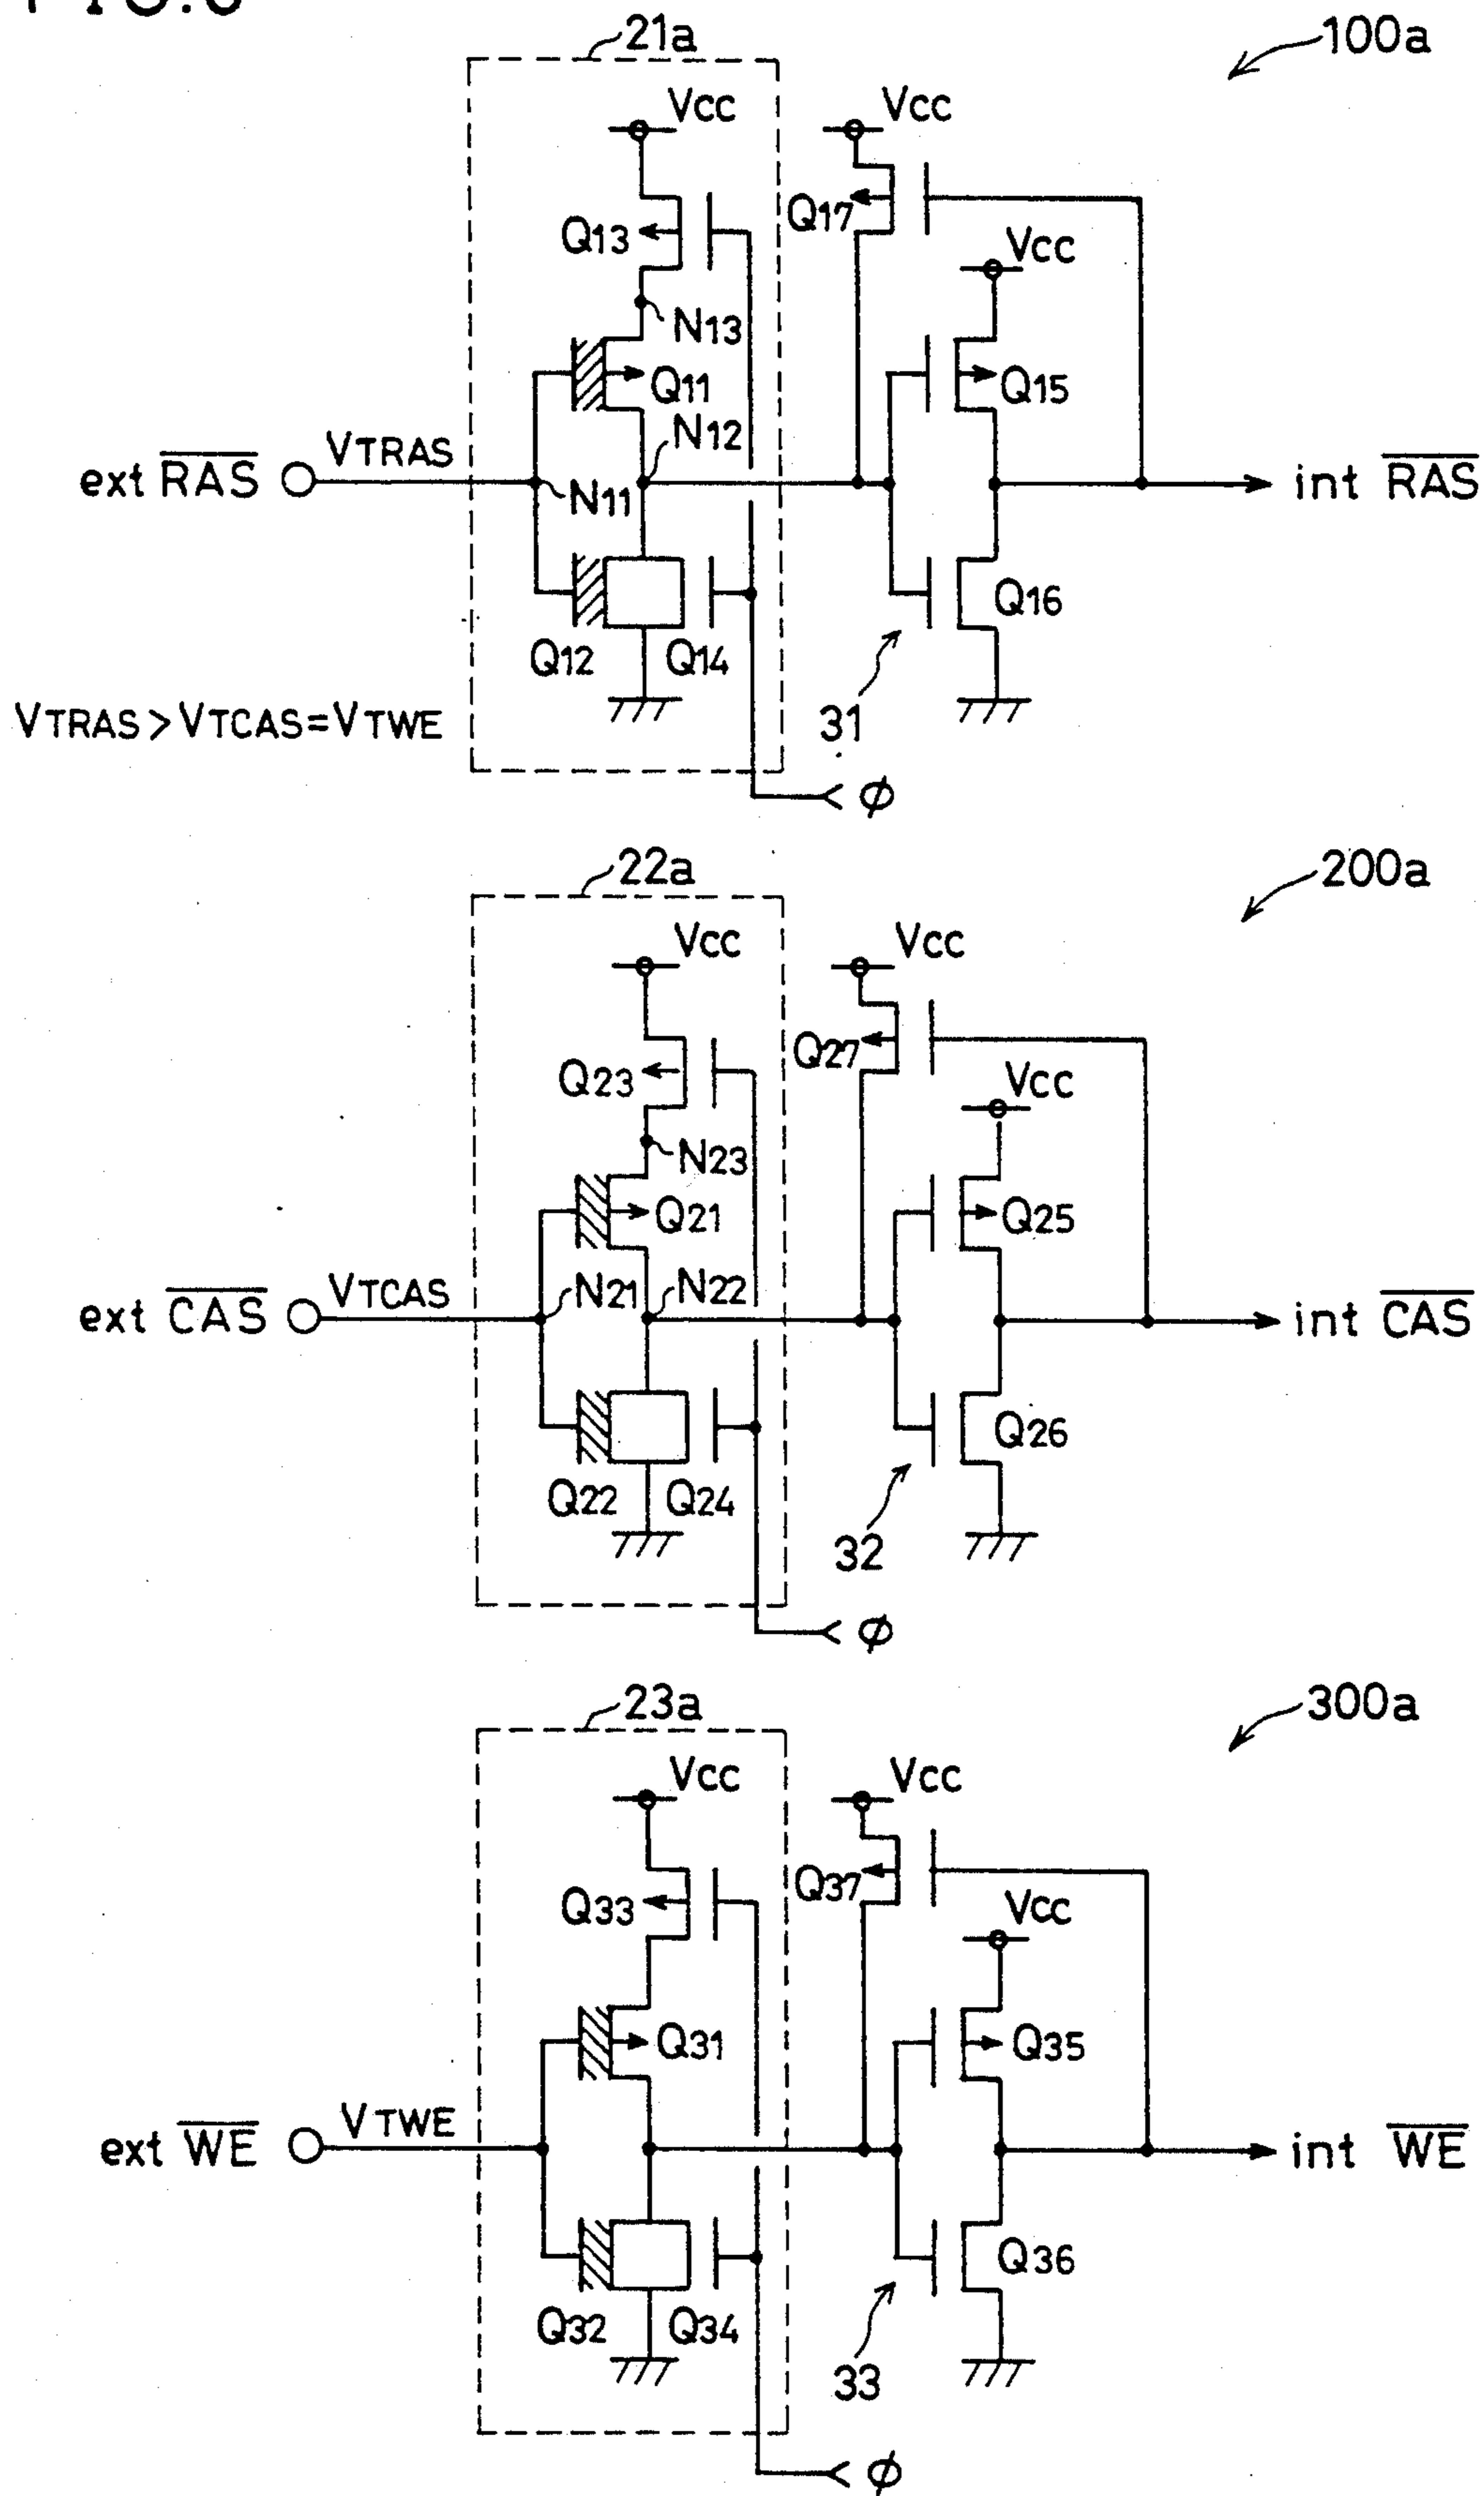 21a
100a
Vcc
Vcc
Q13
Q17
Vcc
N13
Q11
Q15
N12
ext RAS
VTRAS
N11
int RAS
Q12
Q14
Q16
VTRAS>VTCAS=VTWE
31
φ
22a
200a
Vcc
Vcc
Q23
Q27
Vcc
N23
Q21
Q25
ext CAS
VTCAS
N21
N22
int CAS
Q22
Q24
Q26
32
φ
23a
300a
Vcc
Vcc
Q33
Q37
Vcc
Q31
Q35
ext WE
VTWE
int WE
Q32
Q34
Q36
33
φ